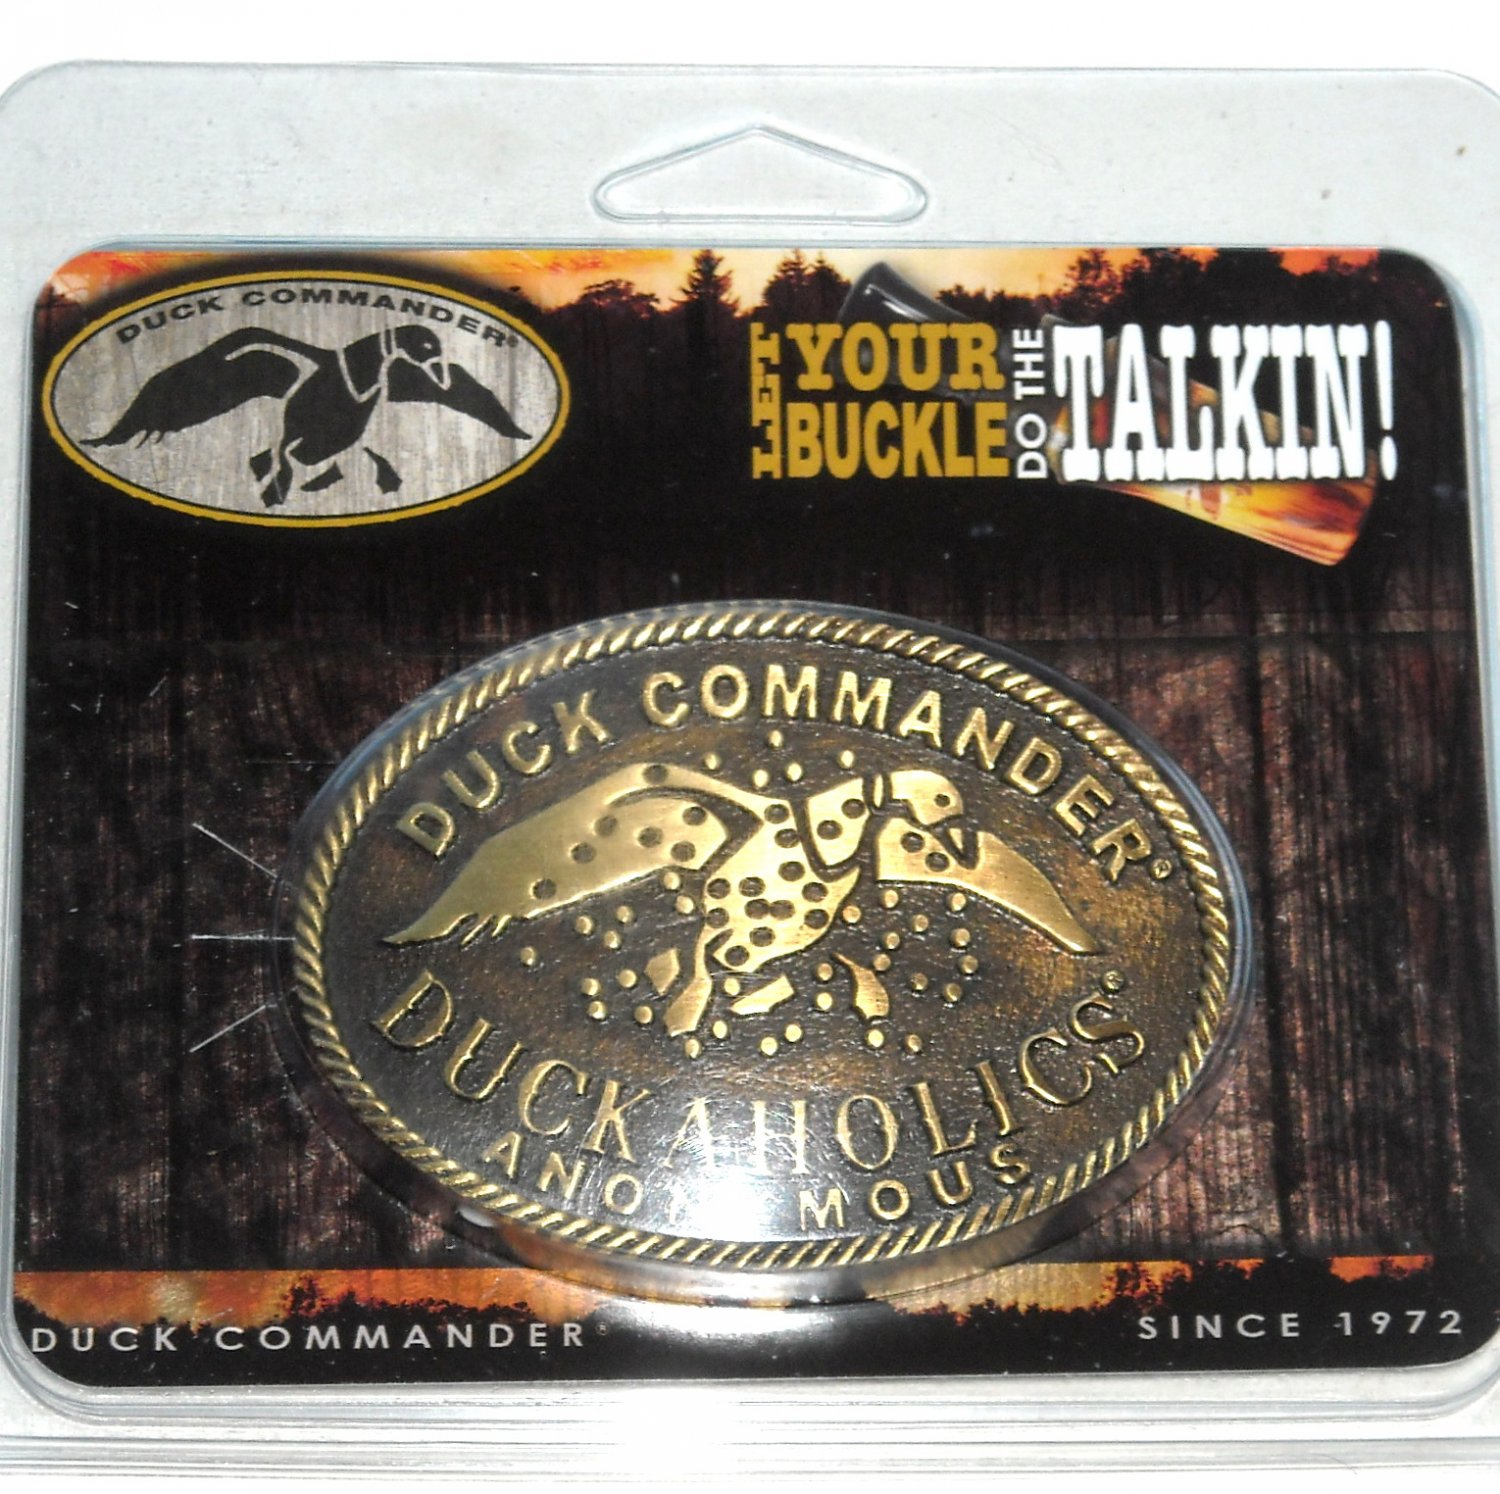 DUCK COMMANDER®
LET YOUR BUCKLE DO THE TALKIN!
DUCK COMMANDER®
DUCKAHOLICS®
DUCK COMMANDER®
SINCE 1972